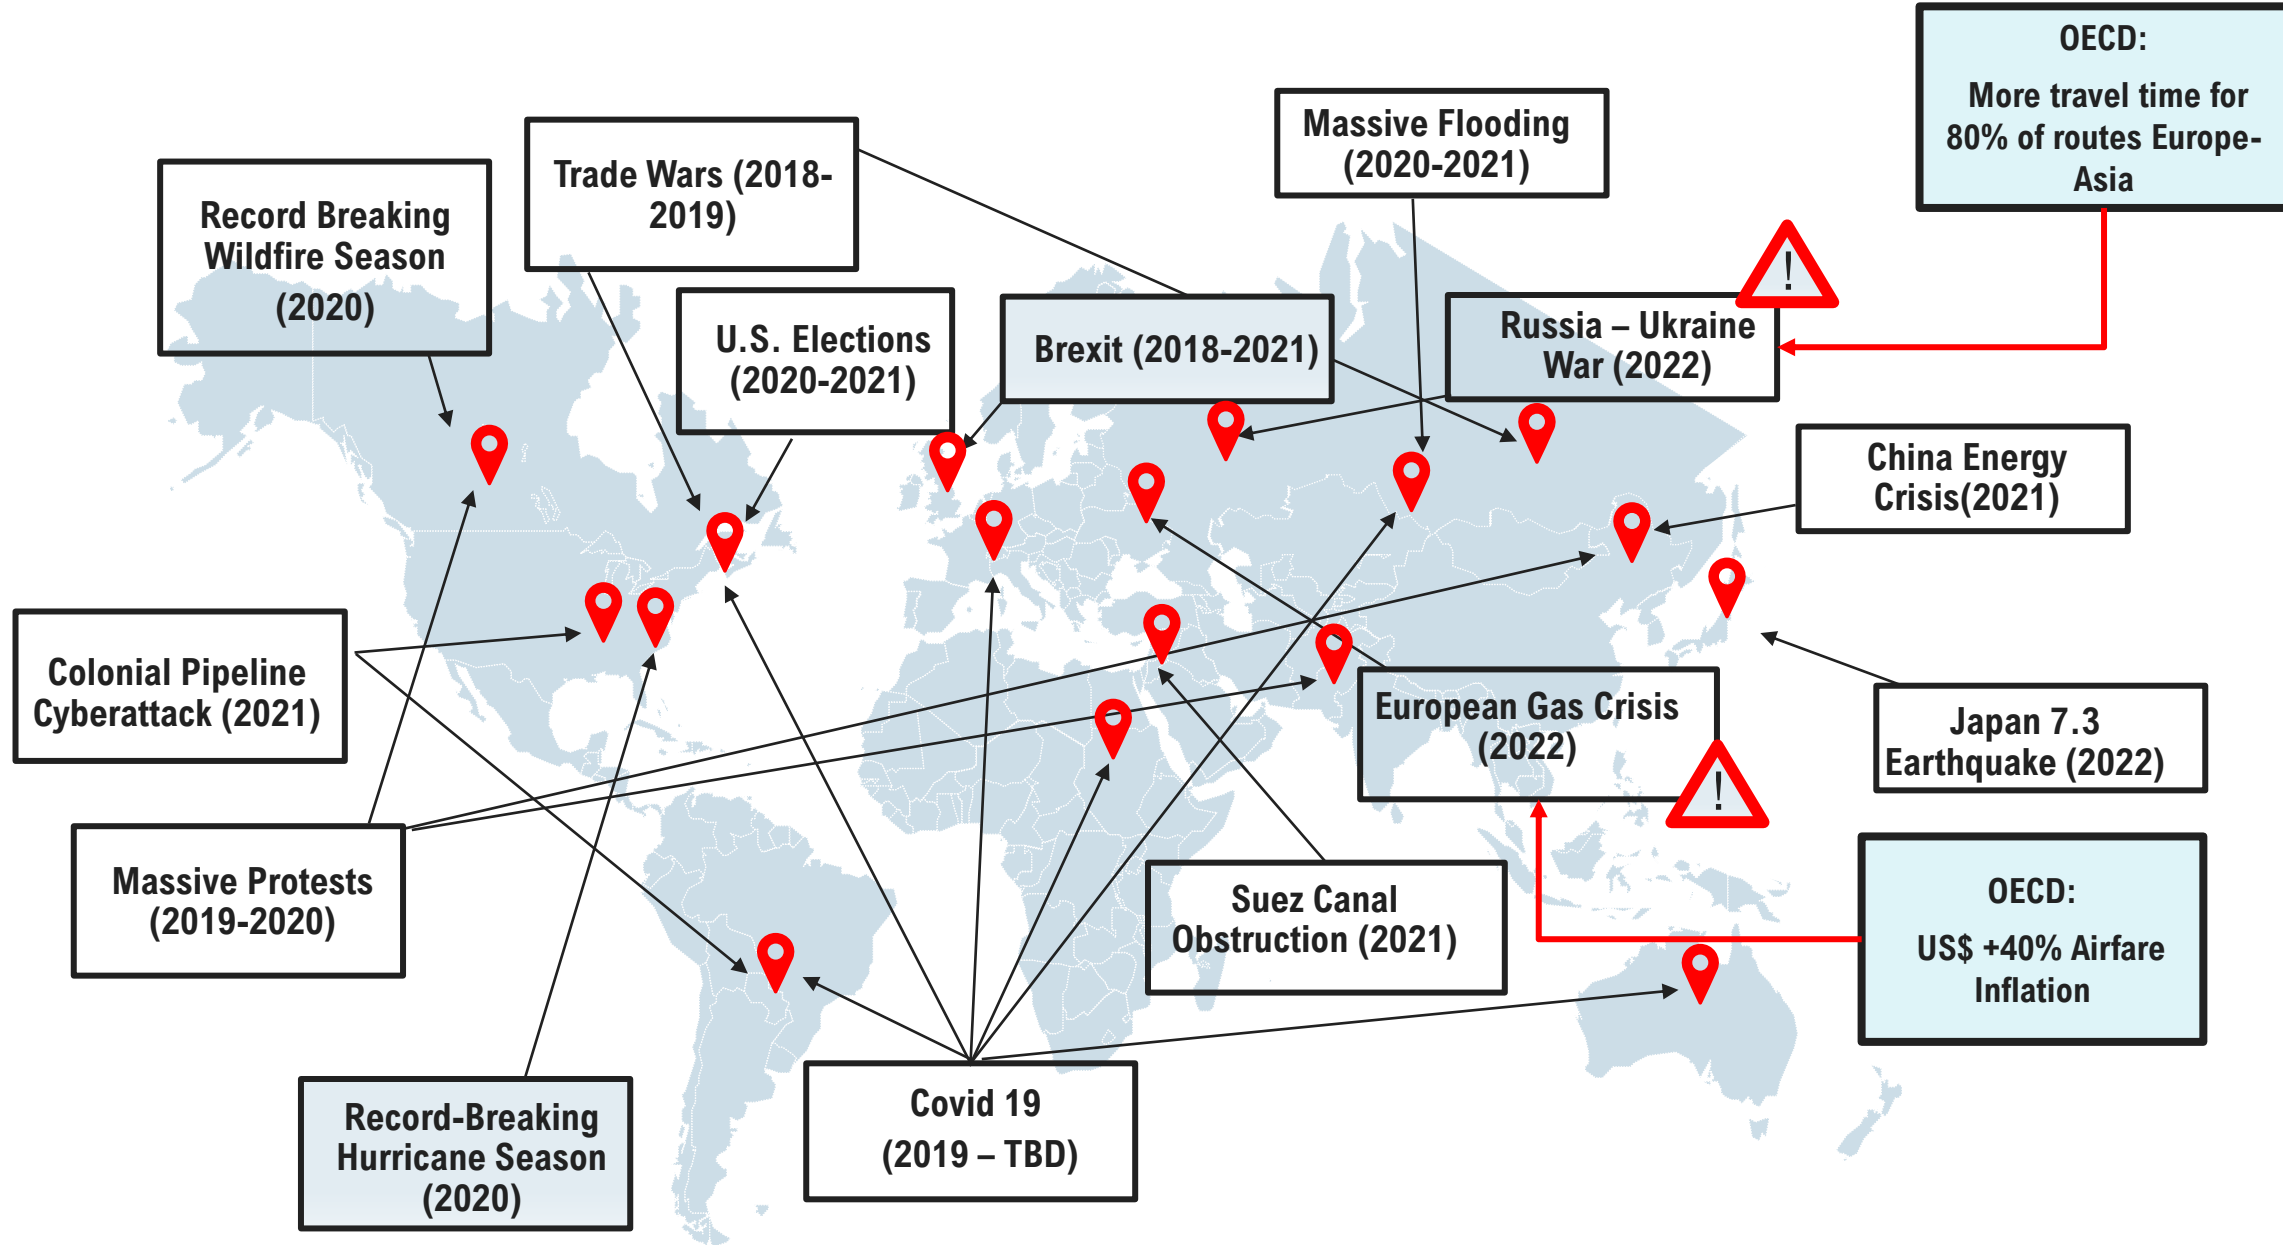 OECD:
More travel time for
80% of routes Europe-
Asia
Massive Flooding
(2020-2021)
Trade Wars (2018-
2019)
Record Breaking
Wildfire Season
(2020)
U.S. Elections
(2020-2021)
Brexit (2018-2021)
Russia – Ukraine
War (2022)
!
China Energy
Crisis(2021)
Colonial Pipeline
Cyberattack (2021)
European Gas Crisis
(2022)
!
Japan 7.3
Earthquake (2022)
Massive Protests
(2019-2020)
Suez Canal
Obstruction (2021)
OECD:
US$ +40% Airfare
Inflation
Record-Breaking
Hurricane Season
(2020)
Covid 19
(2019 – TBD)